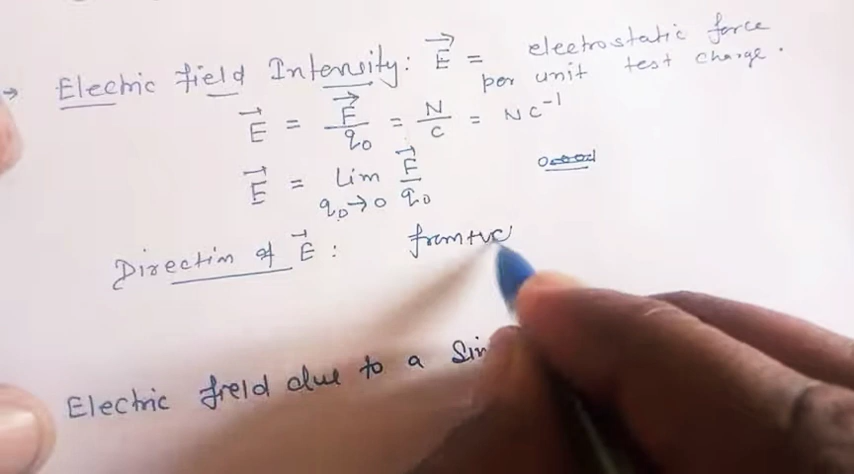 → Electric field Intensity: E⃗ = electrostatic force
per unit test charge.
E⃗ = F⃗/q₀ = N/C = NC⁻¹
E⃗ = Lim q₀→0 F⃗/q₀
Direction of E⃗ : from +ve
Electric field due to a Sin